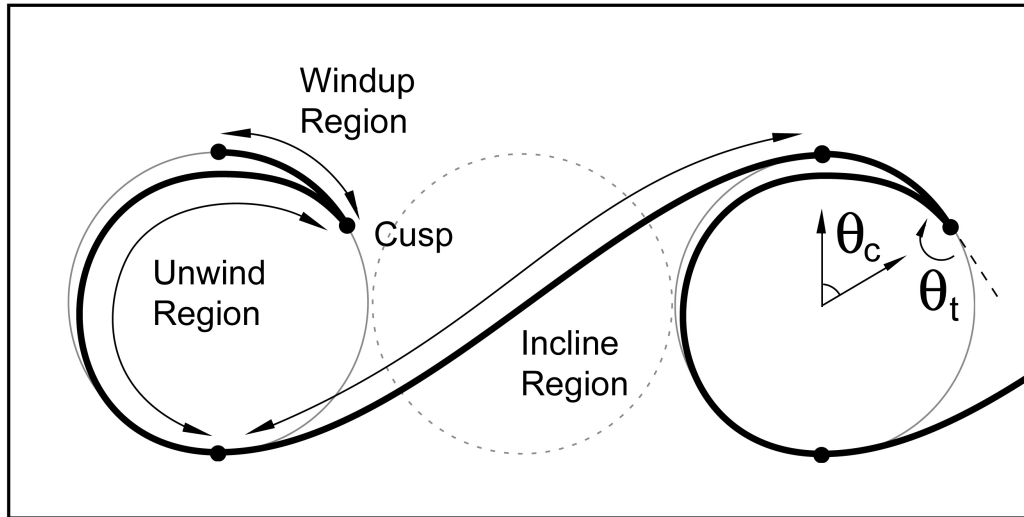 Windup
Region
Cusp
Unwind
Region
Incline
Region
θc
θt